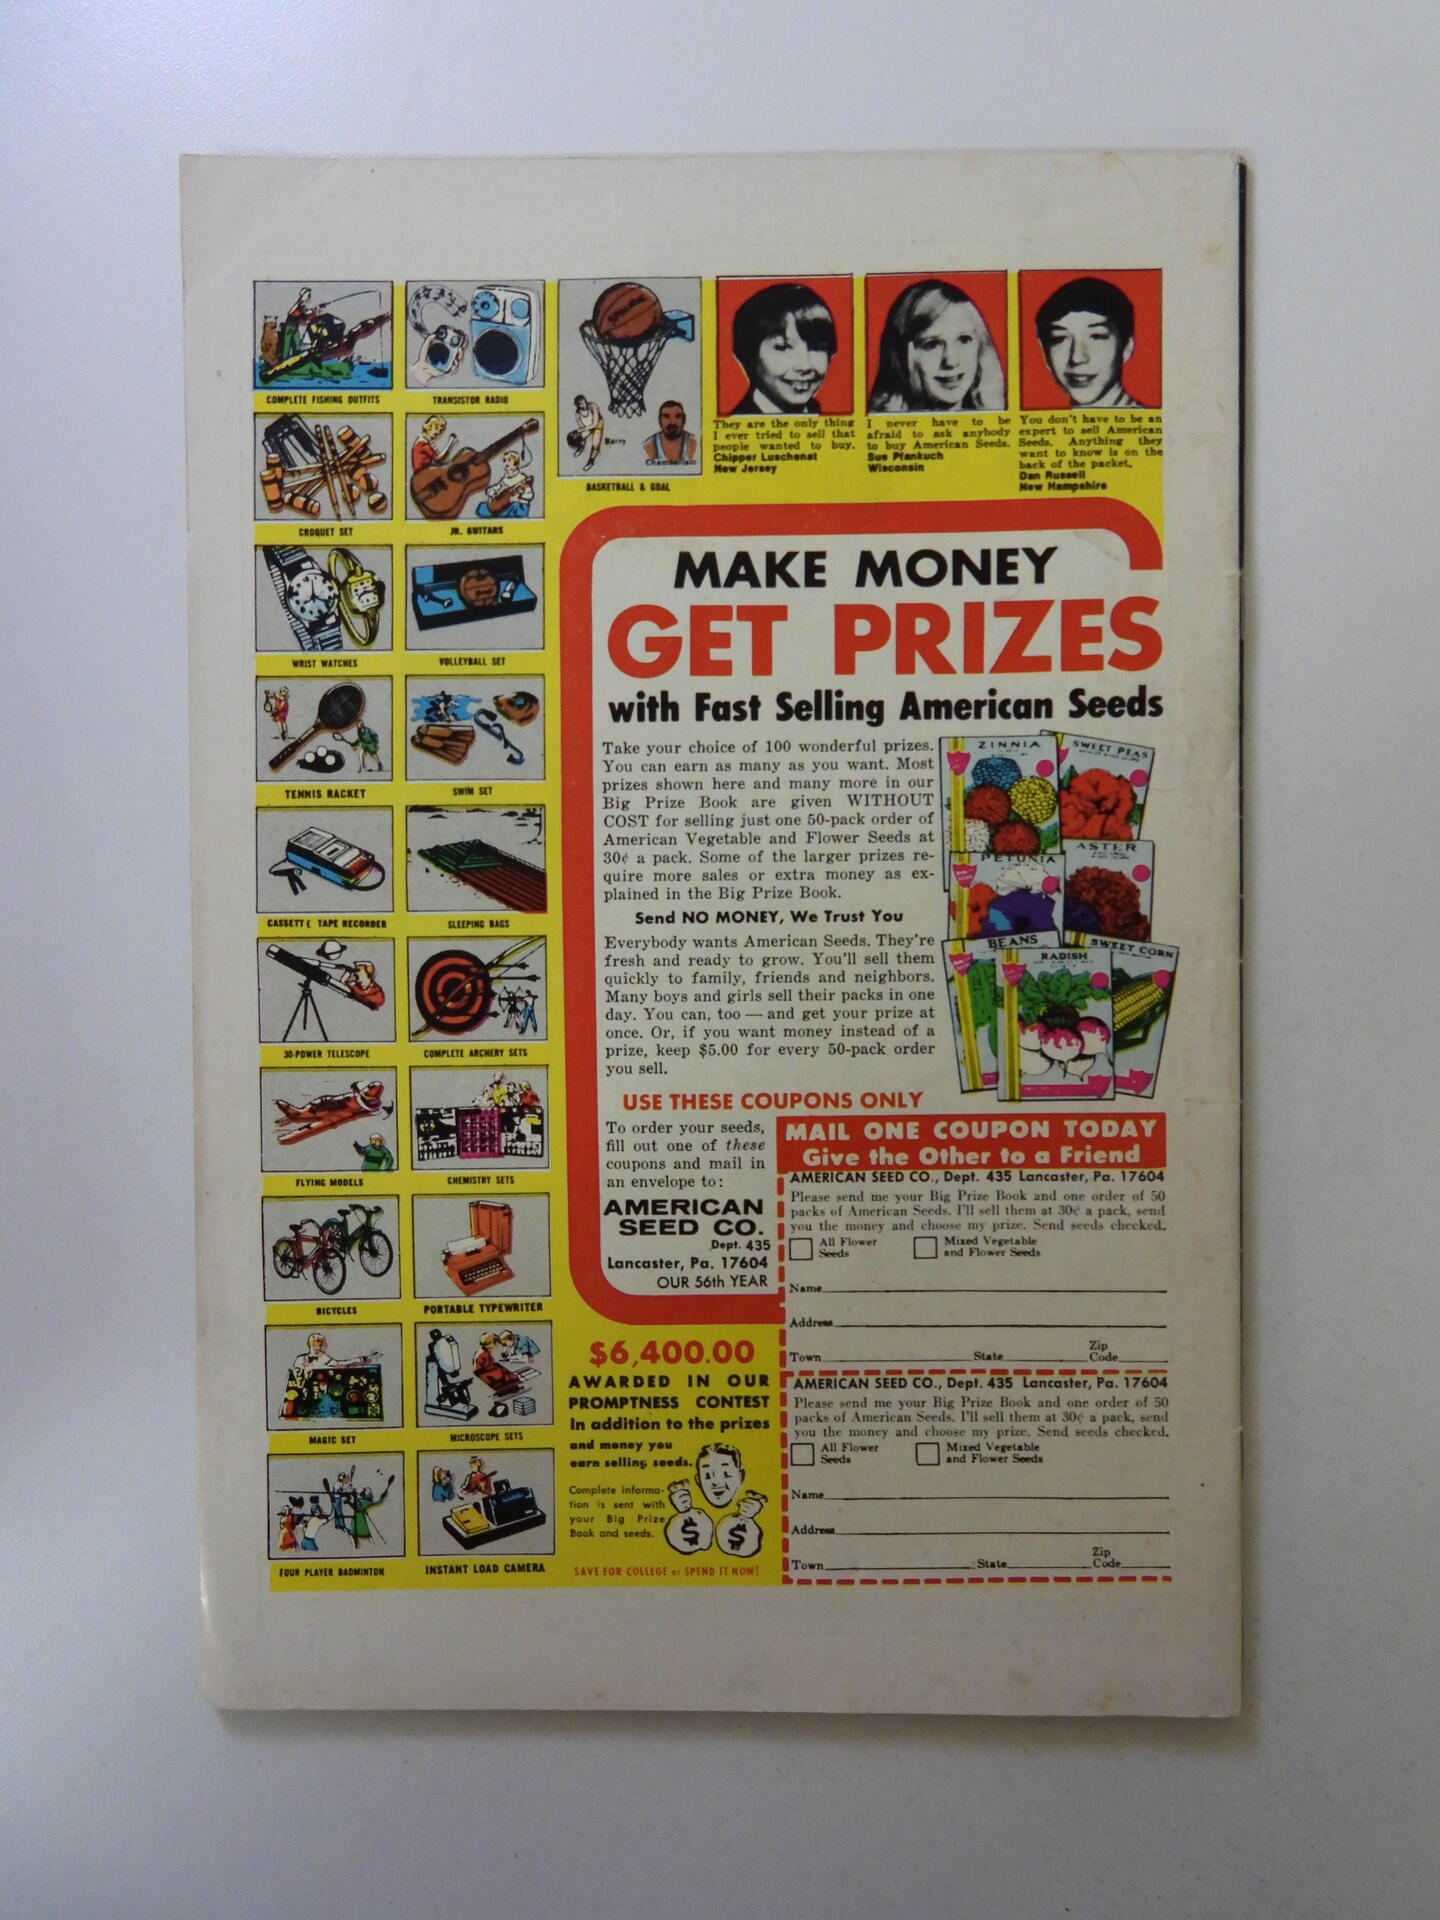 COMPLETE FISHING OUTFITS
TRANSISTOR RADIO
Barry
Chamberlain
BASKETBALL & GOAL
CROQUET SET
JR. GUITARS
WRIST WATCHES
VOLLEYBALL SET
TENNIS RACKET
SWIM SET
CASSETTE TAPE RECORDER
SLEEPING BAGS
30-POWER TELESCOPE
COMPLETE ARCHERY SETS
FLYING MODELS
CHEMISTRY SETS
BICYCLES
PORTABLE TYPEWRITER
MAGIC SET
MICROSCOPE SETS
FOUR PLAYER BADMINTON
INSTANT LOAD CAMERA
They are the only thing
I ever tried to sell that
people wanted to buy.
Chipper Luschenat
New Jersey
I never have to be
afraid to ask anybody
to buy American Seeds.
Sue Pfankuch
Wisconsin
You don't have to be an
expert to sell American
Seeds. Anything they
want to know is on the
back of the packet.
Dan Russell
New Hampshire
MAKE MONEY
GET PRIZES
with Fast Selling American Seeds
Take your choice of 100 wonderful prizes.
You can earn as many as you want. Most
prizes shown here and many more in our
Big Prize Book are given WITHOUT
COST for selling just one 50-pack order of
American Vegetable and Flower Seeds at
30¢ a pack. Some of the larger prizes re-
quire more sales or extra money as ex-
plained in the Big Prize Book.
Send NO MONEY, We Trust You
Everybody wants American Seeds. They're
fresh and ready to grow. You'll sell them
quickly to family, friends and neighbors.
Many boys and girls sell their packs in one
day. You can, too — and get your prize at
once. Or, if you want money instead of a
prize, keep $5.00 for every 50-pack order
you sell.
ZINNIA
SWEET PEAS
PETUNIA
ASTER
BEANS
RADISH
SWEET CORN
USE THESE COUPONS ONLY
To order your seeds,
fill out one of these
coupons and mail in
an envelope to:
AMERICAN
SEED CO.
Dept. 435
Lancaster, Pa. 17604
OUR 56th YEAR
MAIL ONE COUPON TODAY
Give the Other to a Friend
AMERICAN SEED CO., Dept. 435 Lancaster, Pa. 17604
Please send me your Big Prize Book and one order of 50
packs of American Seeds. I'll sell them at 30¢ a pack, send
you the money and choose my prize. Send seeds checked.
All Flower Seeds
Mixed Vegetable and Flower Seeds
Name
Address
Town State Zip Code
AMERICAN SEED CO., Dept. 435 Lancaster, Pa. 17604
Please send me your Big Prize Book and one order of 50
packs of American Seeds. I'll sell them at 30¢ a pack, send
you the money and choose my prize. Send seeds checked.
All Flower Seeds
Mixed Vegetable and Flower Seeds
Name
Address
Town State Zip Code
$6,400.00
AWARDED IN OUR
PROMPTNESS CONTEST
In addition to the prizes
and money you
earn selling seeds.
Complete informa-
tion is sent with
your Big Prize
Book and seeds.
$ $
SAVE FOR COLLEGE or SPEND IT NOW!